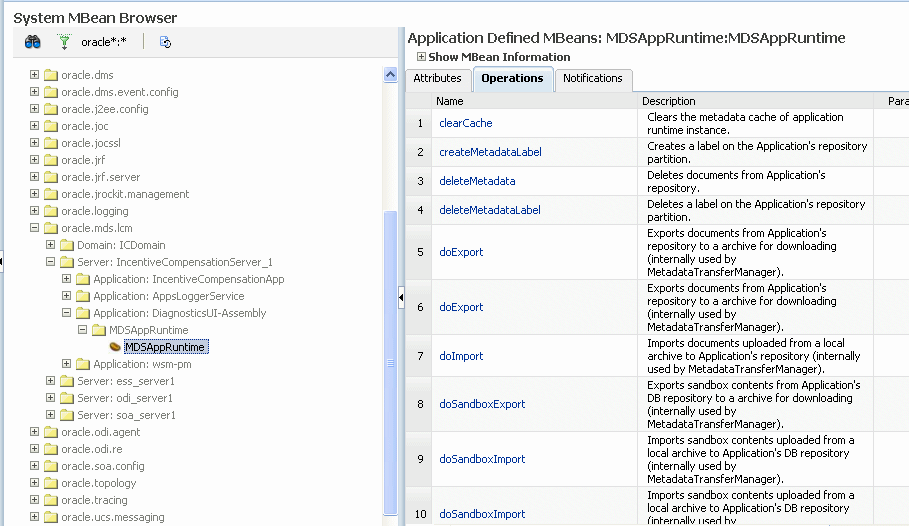 System MBean Browser
oracle*:*
oracle.dms
oracle.dms.event.config
oracle.j2ee.config
oracle.joc
oracle.jocssl
oracle.jrf
oracle.jrf.server
oracle.jrockit.management
oracle.logging
oracle.mds.lcm
Domain: ICDomain
Server: IncentiveCompensationServer_1
Application: IncentiveCompensationApp
Application: AppsLoggerService
Application: DiagnosticsUI-Assembly
MDSAppRuntime
MDSAppRuntime
Application: wsm-pm
Server: ess_server1
Server: odi_server1
Server: soa_server1
oracle.odi.agent
oracle.odi.re
oracle.soa.config
oracle.topology
oracle.tracing
oracle.ucs.messaging
Application Defined MBeans: MDSAppRuntime:MDSAppRuntime
Show MBean Information
Attributes Operations Notifications
Name Description Para
1 clearCache Clears the metadata cache of application
runtime instance.
2 createMetadataLabel Creates a label on the Application's repository
partition.
3 deleteMetadata Deletes documents from Application's
repository.
4 deleteMetadataLabel Deletes a label on the Application's repository
partition.
5 doExport Exports documents from Application's
repository to a archive for downloading
(internally used by
MetadataTransferManager).
6 doExport Exports documents from Application's
repository to a archive for downloading
(internally used by
MetadataTransferManager).
7 doImport Imports documents uploaded from a local
archive to Application's repository (internally
used by MetadataTransferManager).
8 doSandboxExport Exports sandbox contents from Application's
DB repository to a archive for downloading
(internally used by
MetadataTransferManager).
9 doSandboxImport Imports sandbox contents uploaded from a
local archive to Application's DB repository
(internally used by
MetadataTransferManager).
10 doSandboxImport Imports sandbox contents uploaded from a
local archive to Application's DB repository
(internally used by